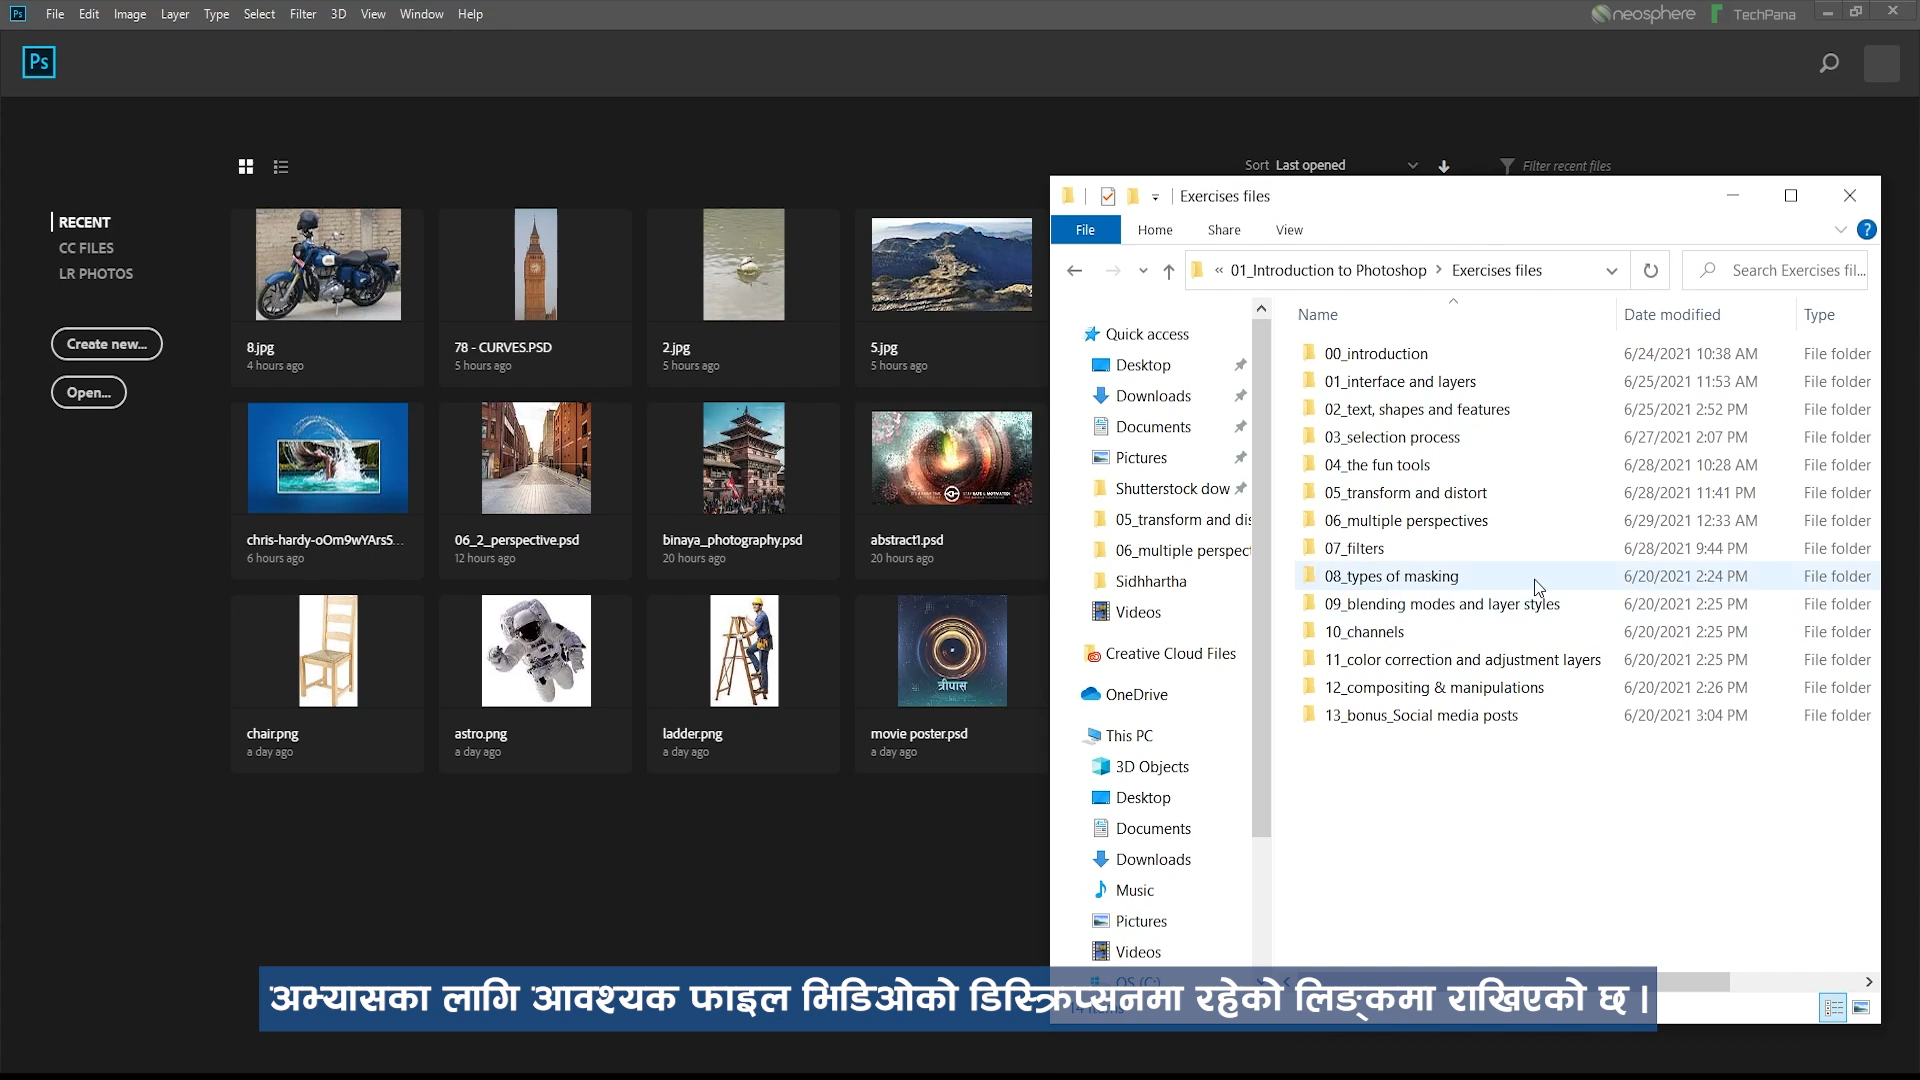 Ps File Edit Image Layer Type Select Filter 3D View Window Help
neosphere TechPana
Ps
Sort Last opened
Filter recent files
RECENT
CC FILES
LR PHOTOS
Create new...
Open...
8.jpg
4 hours ago
78 - CURVES.PSD
5 hours ago
2.jpg
5 hours ago
5.jpg
5 hours ago
chris-hardy-oOm9wYArs5...
6 hours ago
06_2_perspective.psd
12 hours ago
binaya_photography.psd
20 hours ago
abstract1.psd
20 hours ago
त्रीपास
chair.png
a day ago
astro.png
a day ago
ladder.png
a day ago
movie poster.psd
a day ago
Exercises files
File Home Share View
?
« 01_Introduction to Photoshop > Exercises files
Search Exercises fil...
Quick access
Desktop
Downloads
Documents
Pictures
Shutterstock dow
05_transform and dis
06_multiple perspect
Sidhhartha
Videos
Creative Cloud Files
OneDrive
This PC
3D Objects
Desktop
Documents
Downloads
Music
Pictures
Videos
OS (C:)
Name Date modified Type
00_introduction 6/24/2021 10:38 AM File folder
01_interface and layers 6/25/2021 11:53 AM File folder
02_text, shapes and features 6/25/2021 2:52 PM File folder
03_selection process 6/27/2021 2:07 PM File folder
04_the fun tools 6/28/2021 10:28 AM File folder
05_transform and distort 6/28/2021 11:41 PM File folder
06_multiple perspectives 6/29/2021 12:33 AM File folder
07_filters 6/28/2021 9:44 PM File folder
08_types of masking 6/20/2021 2:24 PM File folder
09_blending modes and layer styles 6/20/2021 2:25 PM File folder
10_channels 6/20/2021 2:25 PM File folder
11_color correction and adjustment layers 6/20/2021 2:25 PM File folder
12_compositing & manipulations 6/20/2021 2:26 PM File folder
13_bonus_Social media posts 6/20/2021 3:04 PM File folder
14 items
अभ्यासका लागि आवश्यक फाइल भिडिओको डिस्क्रिप्सनमा रहेको लिङ्कमा राखिएको छ ।